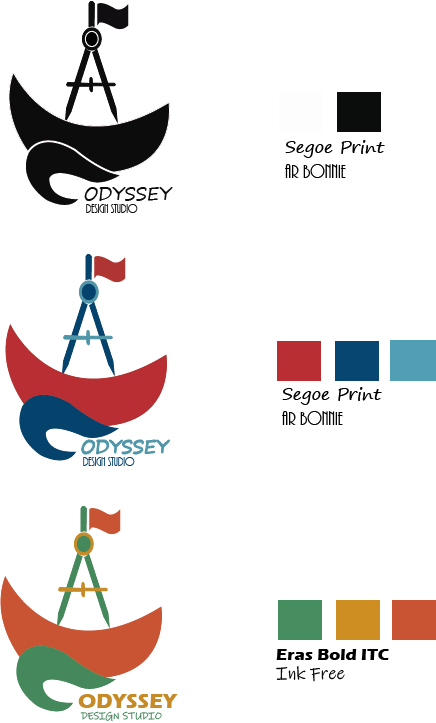 Segoe Print
AR BONNIE
ODYSSEY
DESIGN STUDIO
Segoe Print
AR BONNIE
ODYSSEY
DESIGN STUDIO
Eras Bold ITC
Ink Free
ODYSSEY
DESIGN STUDIO